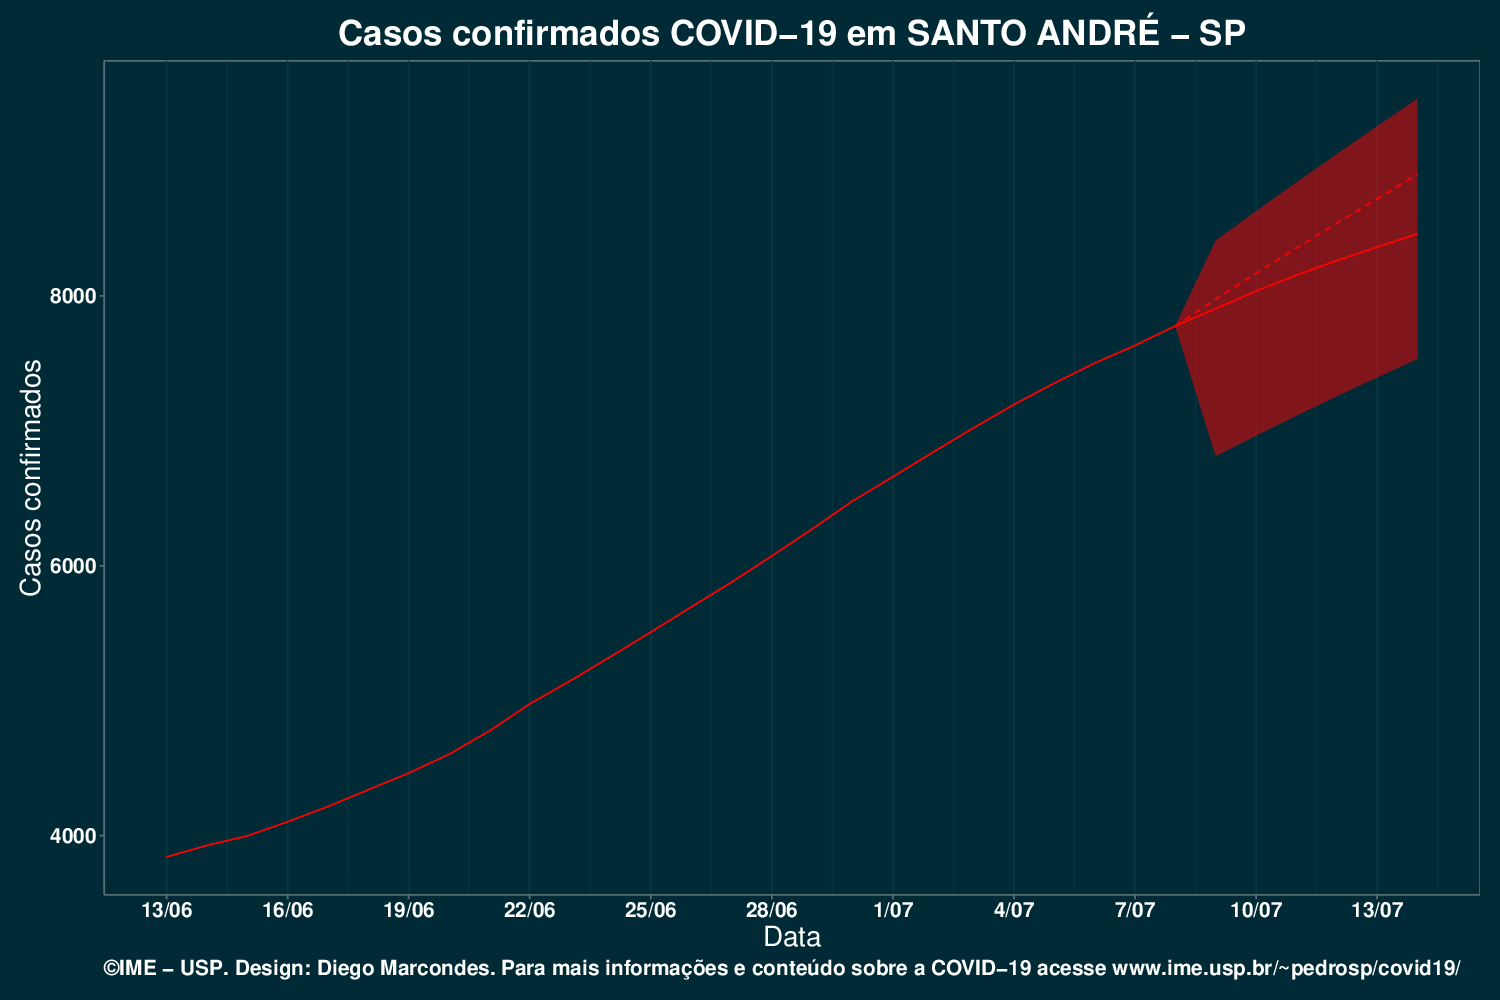 Casos confirmados COVID−19 em SANTO ANDRÉ − SP
Casos confirmados
8000
6000
4000
13/06 16/06 19/06 22/06 25/06 28/06 1/07 4/07 7/07 10/07 13/07
Data
©IME − USP. Design: Diego Marcondes. Para mais informações e conteúdo sobre a COVID−19 acesse www.ime.usp.br/~pedrosp/covid19/